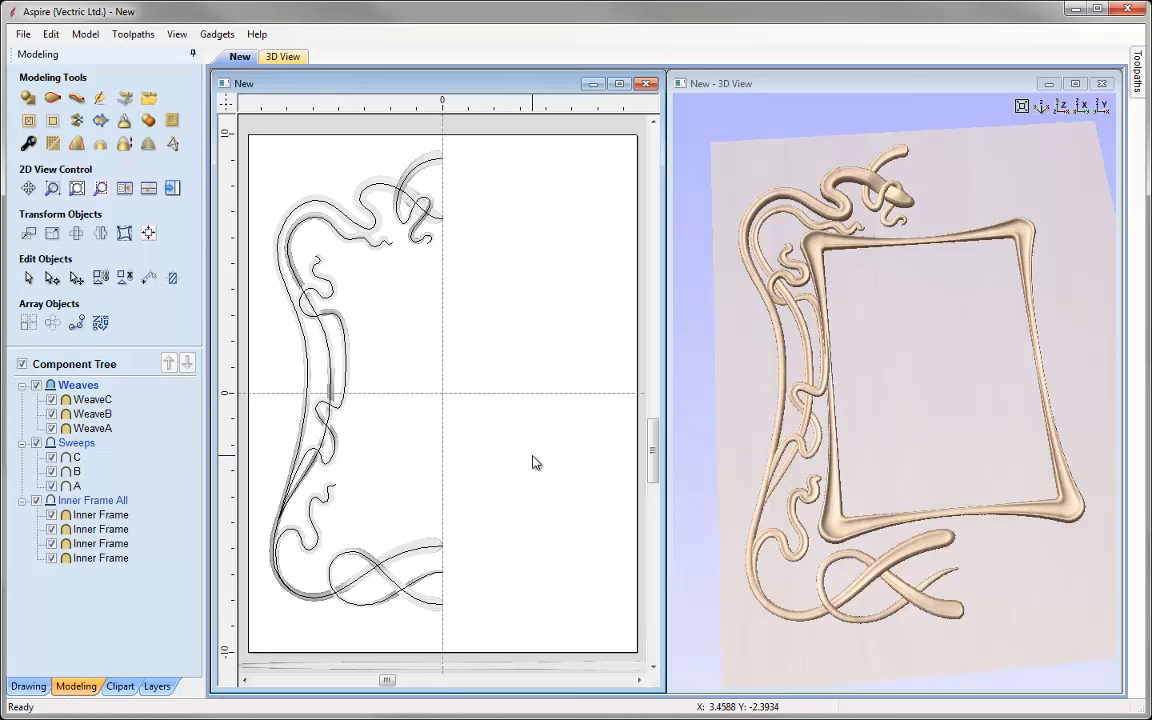 Aspire {Vectric Ltd.} - New
File Edit Model Toolpaths View Gadgets Help
Modeling
New 3D View
Toolpaths
Modeling Tools
New
New - 3D View
0
10
Z X Y
2D View Control
Transform Objects
Edit Objects
Array Objects
Component Tree
Weaves
WeaveC
0
WeaveB
WeaveA
Sweeps
C
B
A
Inner Frame All
Inner Frame
Inner Frame
Inner Frame
Inner Frame
-10
Drawing Modeling Clipart Layers
Ready
X: 3.4588 Y: -2.3934